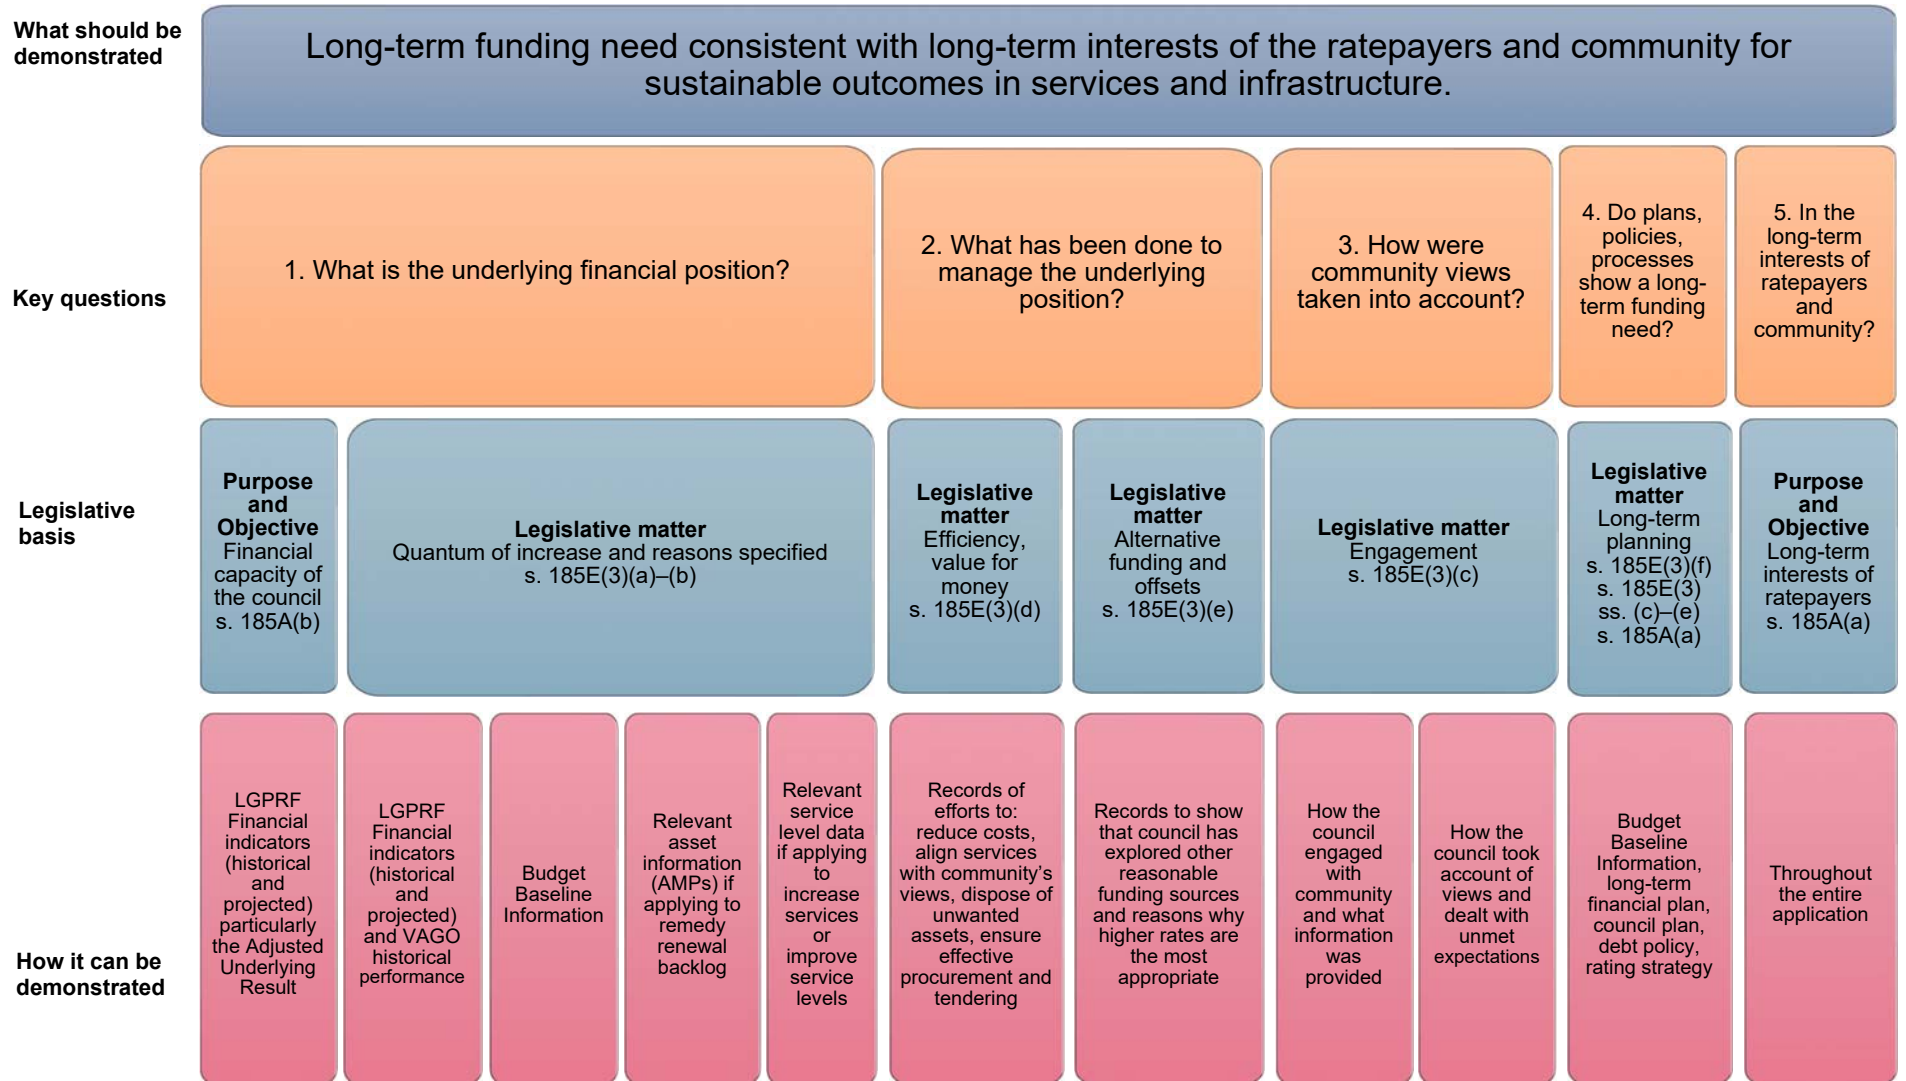 What should be
demonstrated
Long-term funding need consistent with long-term interests of the ratepayers and community for
sustainable outcomes in services and infrastructure.
Key questions
1. What is the underlying financial position?
2. What has been done to
manage the underlying
position?
3. How were
community views
taken into account?
4. Do plans,
policies,
processes
show a long-
term funding
need?
5. In the
long-term
interests of
ratepayers
and
community?
Legislative
basis
Purpose
and
Objective
Financial
capacity of
the council
s. 185A(b)
Legislative matter
Quantum of increase and reasons specified
s. 185E(3)(a)–(b)
Legislative
matter
Efficiency,
value for
money
s. 185E(3)(d)
Legislative
matter
Alternative
funding and
offsets
s. 185E(3)(e)
Legislative matter
Engagement
s. 185E(3)(c)
Legislative
matter
Long-term
planning
s. 185E(3)(f)
s. 185E(3)
ss. (c)–(e)
s. 185A(a)
Purpose
and
Objective
Long-term
interests of
ratepayers
s. 185A(a)
How it can be
demonstrated
LGPRF
Financial
indicators
(historical
and
projected)
particularly
the Adjusted
Underlying
Result
LGPRF
Financial
indicators
(historical
and
projected)
and VAGO
historical
performance
Budget
Baseline
Information
Relevant
asset
information
(AMPs) if
applying to
remedy
renewal
backlog
Relevant
service
level data
if applying
to
increase
services
or
improve
service
levels
Records of
efforts to:
reduce costs,
align services
with community's
views, dispose of
unwanted
assets, ensure
effective
procurement and
tendering
Records to show
that council has
explored other
reasonable
funding sources
and reasons why
higher rates are
the most
appropriate
How the
council
engaged
with
community
and what
information
was
provided
How the
council took
account of
views and
dealt with
unmet
expectations
Budget
Baseline
Information,
long-term
financial plan,
council plan,
debt policy,
rating strategy
Throughout
the entire
application